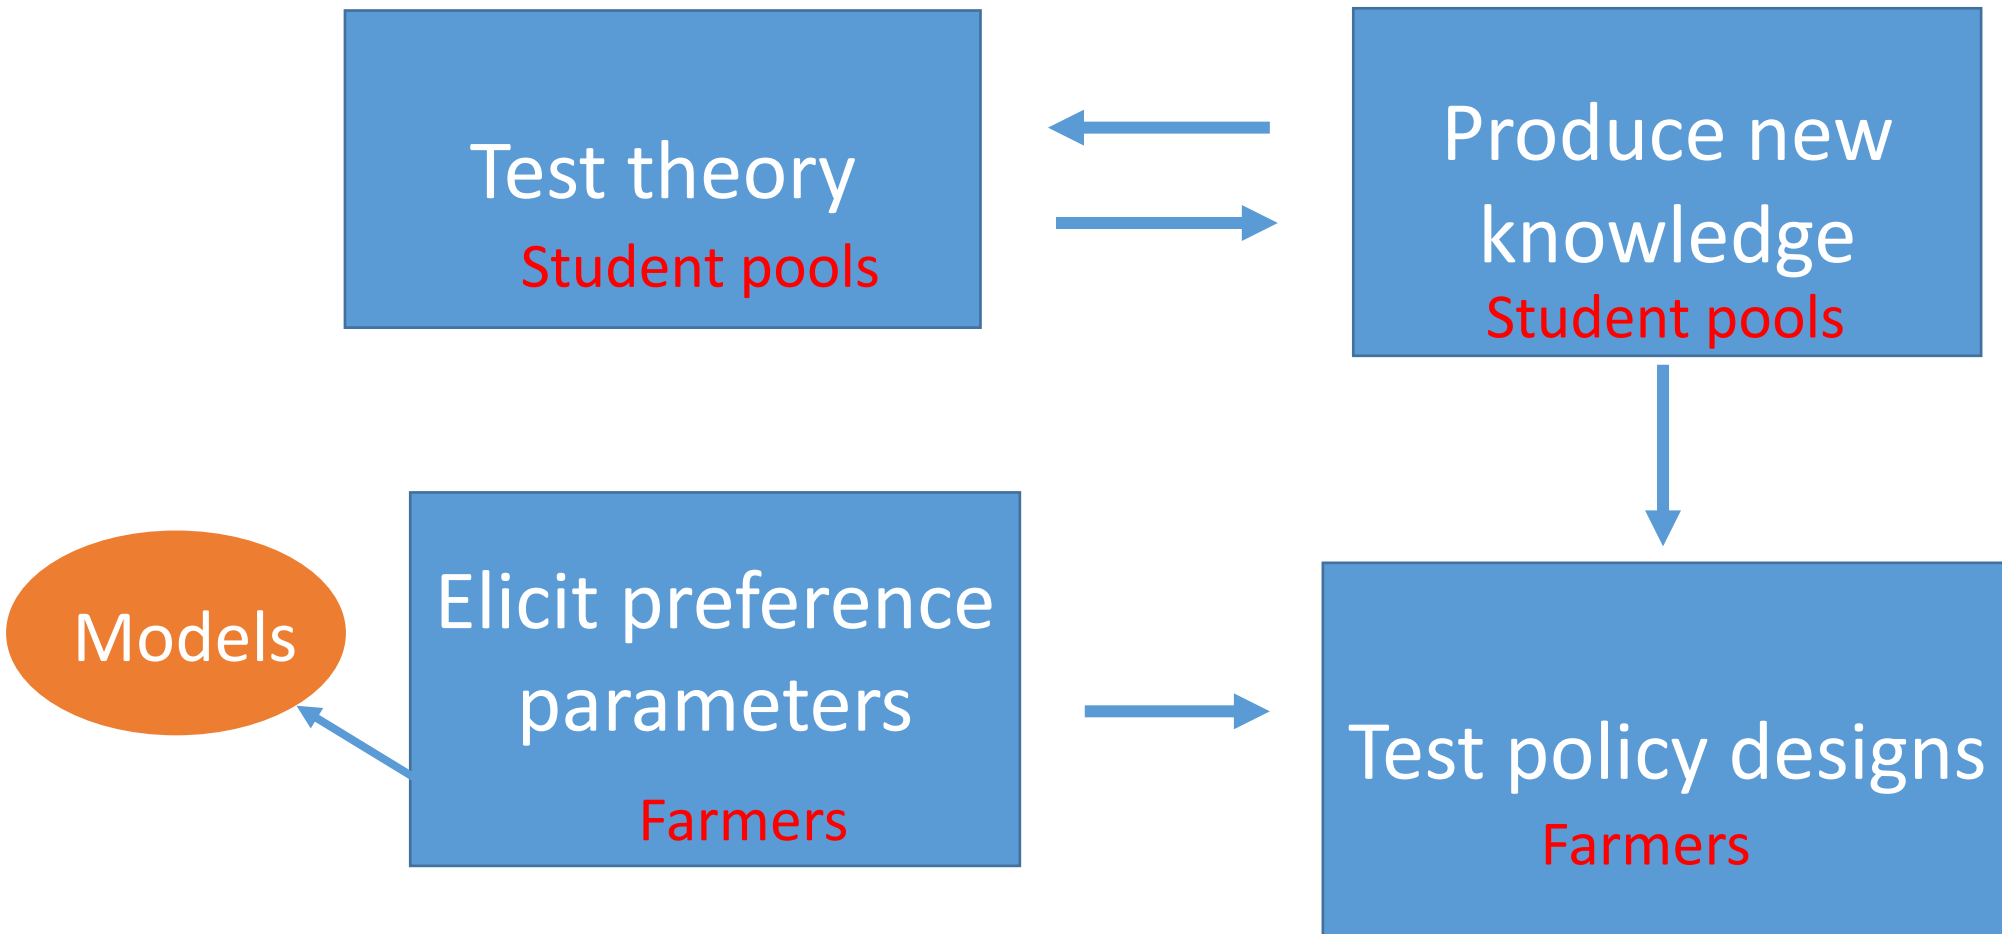 Test theory
Student pools
Produce new
knowledge
Student pools
Models
Elicit preference
parameters
Farmers
Test policy designs
Farmers